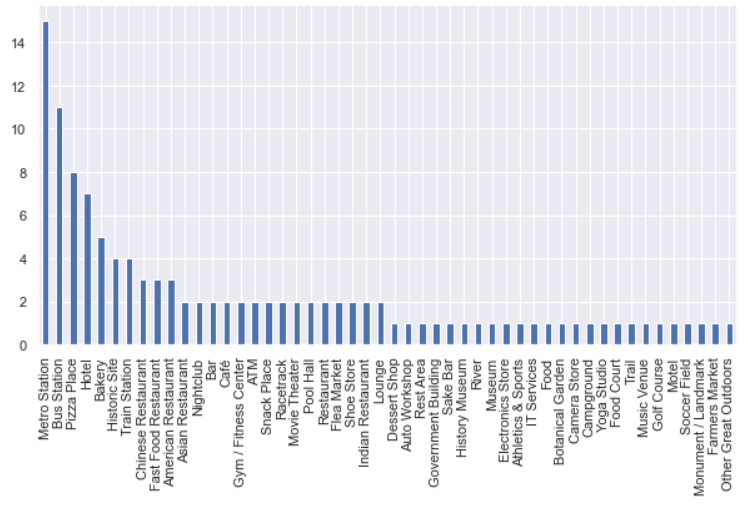 14
12
10
8
6
4
2
0
Metro Station
Bus Station
Pizza Place
Hotel
Bakery
Historic Site
Train Station
Chinese Restaurant
Fast Food Restaurant
American Restaurant
Asian Restaurant
Nightclub
Bar
Café
Gym / Fitness Center
ATM
Snack Place
Racetrack
Movie Theater
Pool Hall
Restaurant
Flea Market
Shoe Store
Indian Restaurant
Lounge
Dessert Shop
Auto Workshop
Rest Area
Government Building
Sake Bar
History Museum
River
Museum
Electronics Store
Athletics & Sports
IT Services
Food
Botanical Garden
Camera Store
Campground
Yoga Studio
Food Court
Trail
Music Venue
Golf Course
Motel
Soccer Field
Monument / Landmark
Farmers Market
Other Great Outdoors